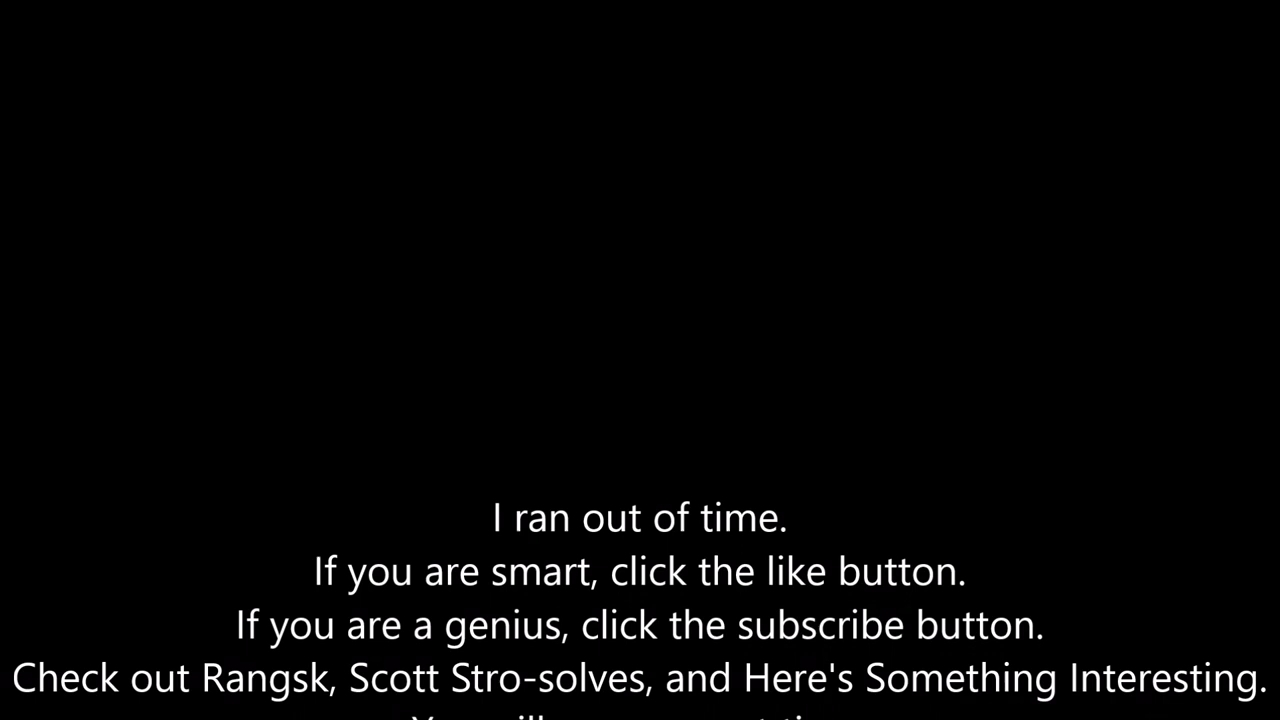 I ran out of time.
If you are smart, click the like button.
If you are a genius, click the subscribe button.
Check out Rangsk, Scott Stro-solves, and Here's Something Interesting.